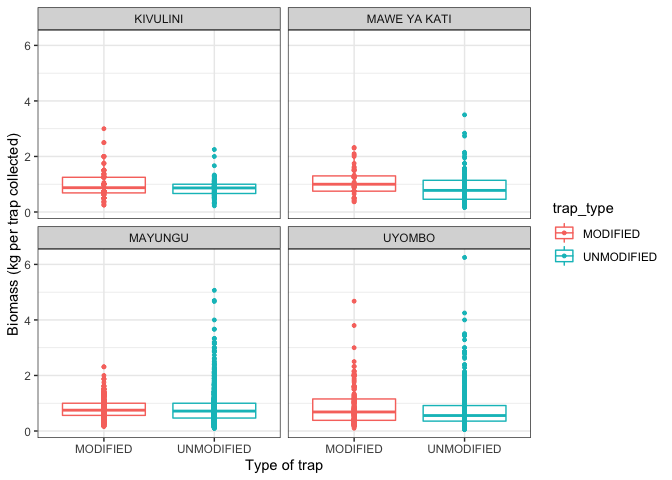 KIVULINI
MAWE YA KATI
6
4
2
0
MAYUNGU
UYOMBO
6
4
2
0
MODIFIED
UNMODIFIED
MODIFIED
UNMODIFIED
Type of trap
Biomass (kg per trap collected)
trap_type
MODIFIED
UNMODIFIED